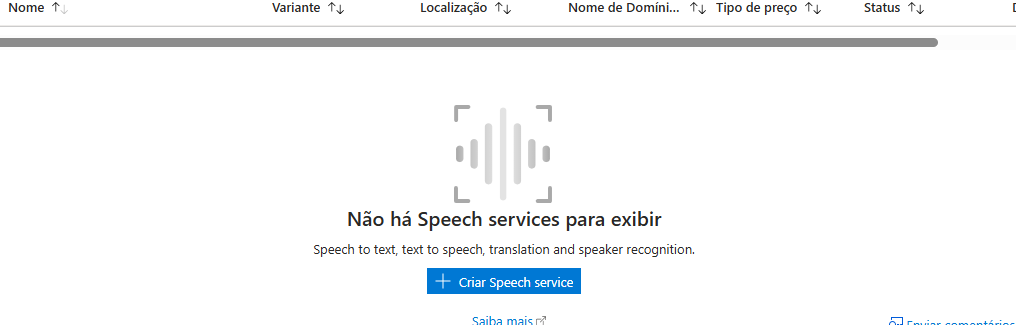 Nome Variante Localização Nome de Domíni... Tipo de preço Status
Não há Speech services para exibir
Speech to text, text to speech, translation and speaker recognition.
Criar Speech service
Saiba mais
Enviar comentários